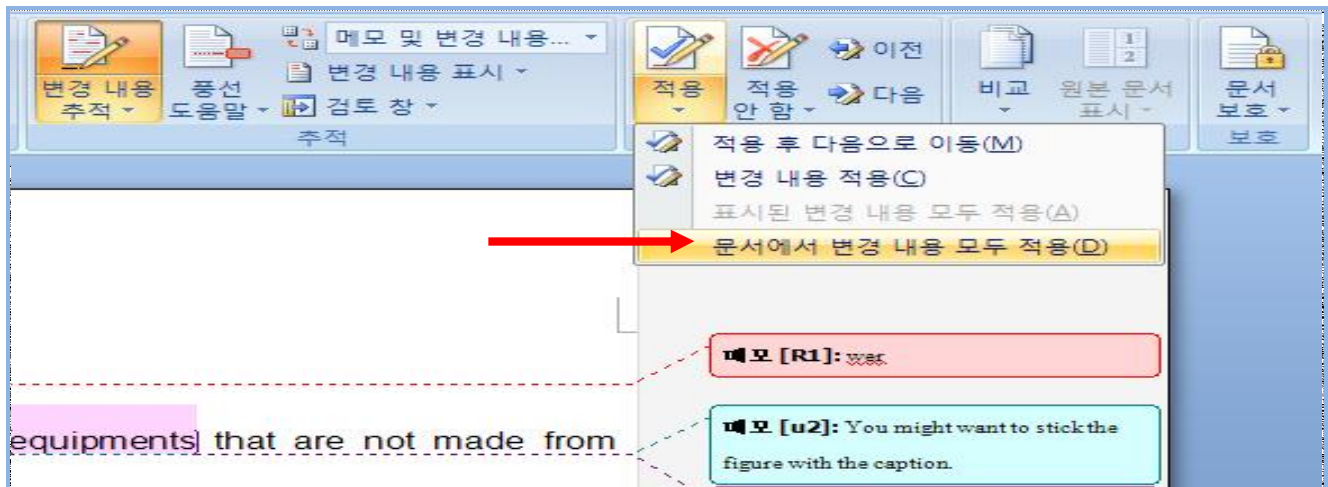 변경 내용
추적
풍선
도움말
메모 및 변경 내용...
변경 내용 표시
검토 창
추적
적용
적용
안 함
이전
다음
비교
원본 문서
표시
1
2
문서
보호
보호
적용 후 다음으로 이동(M)
변경 내용 적용(C)
표시된 변경 내용 모두 적용(A)
문서에서 변경 내용 모두 적용(D)
메모 [R1]: wer
equipments that are not made from
메모 [u2]: You might want to stick the
figure with the caption.